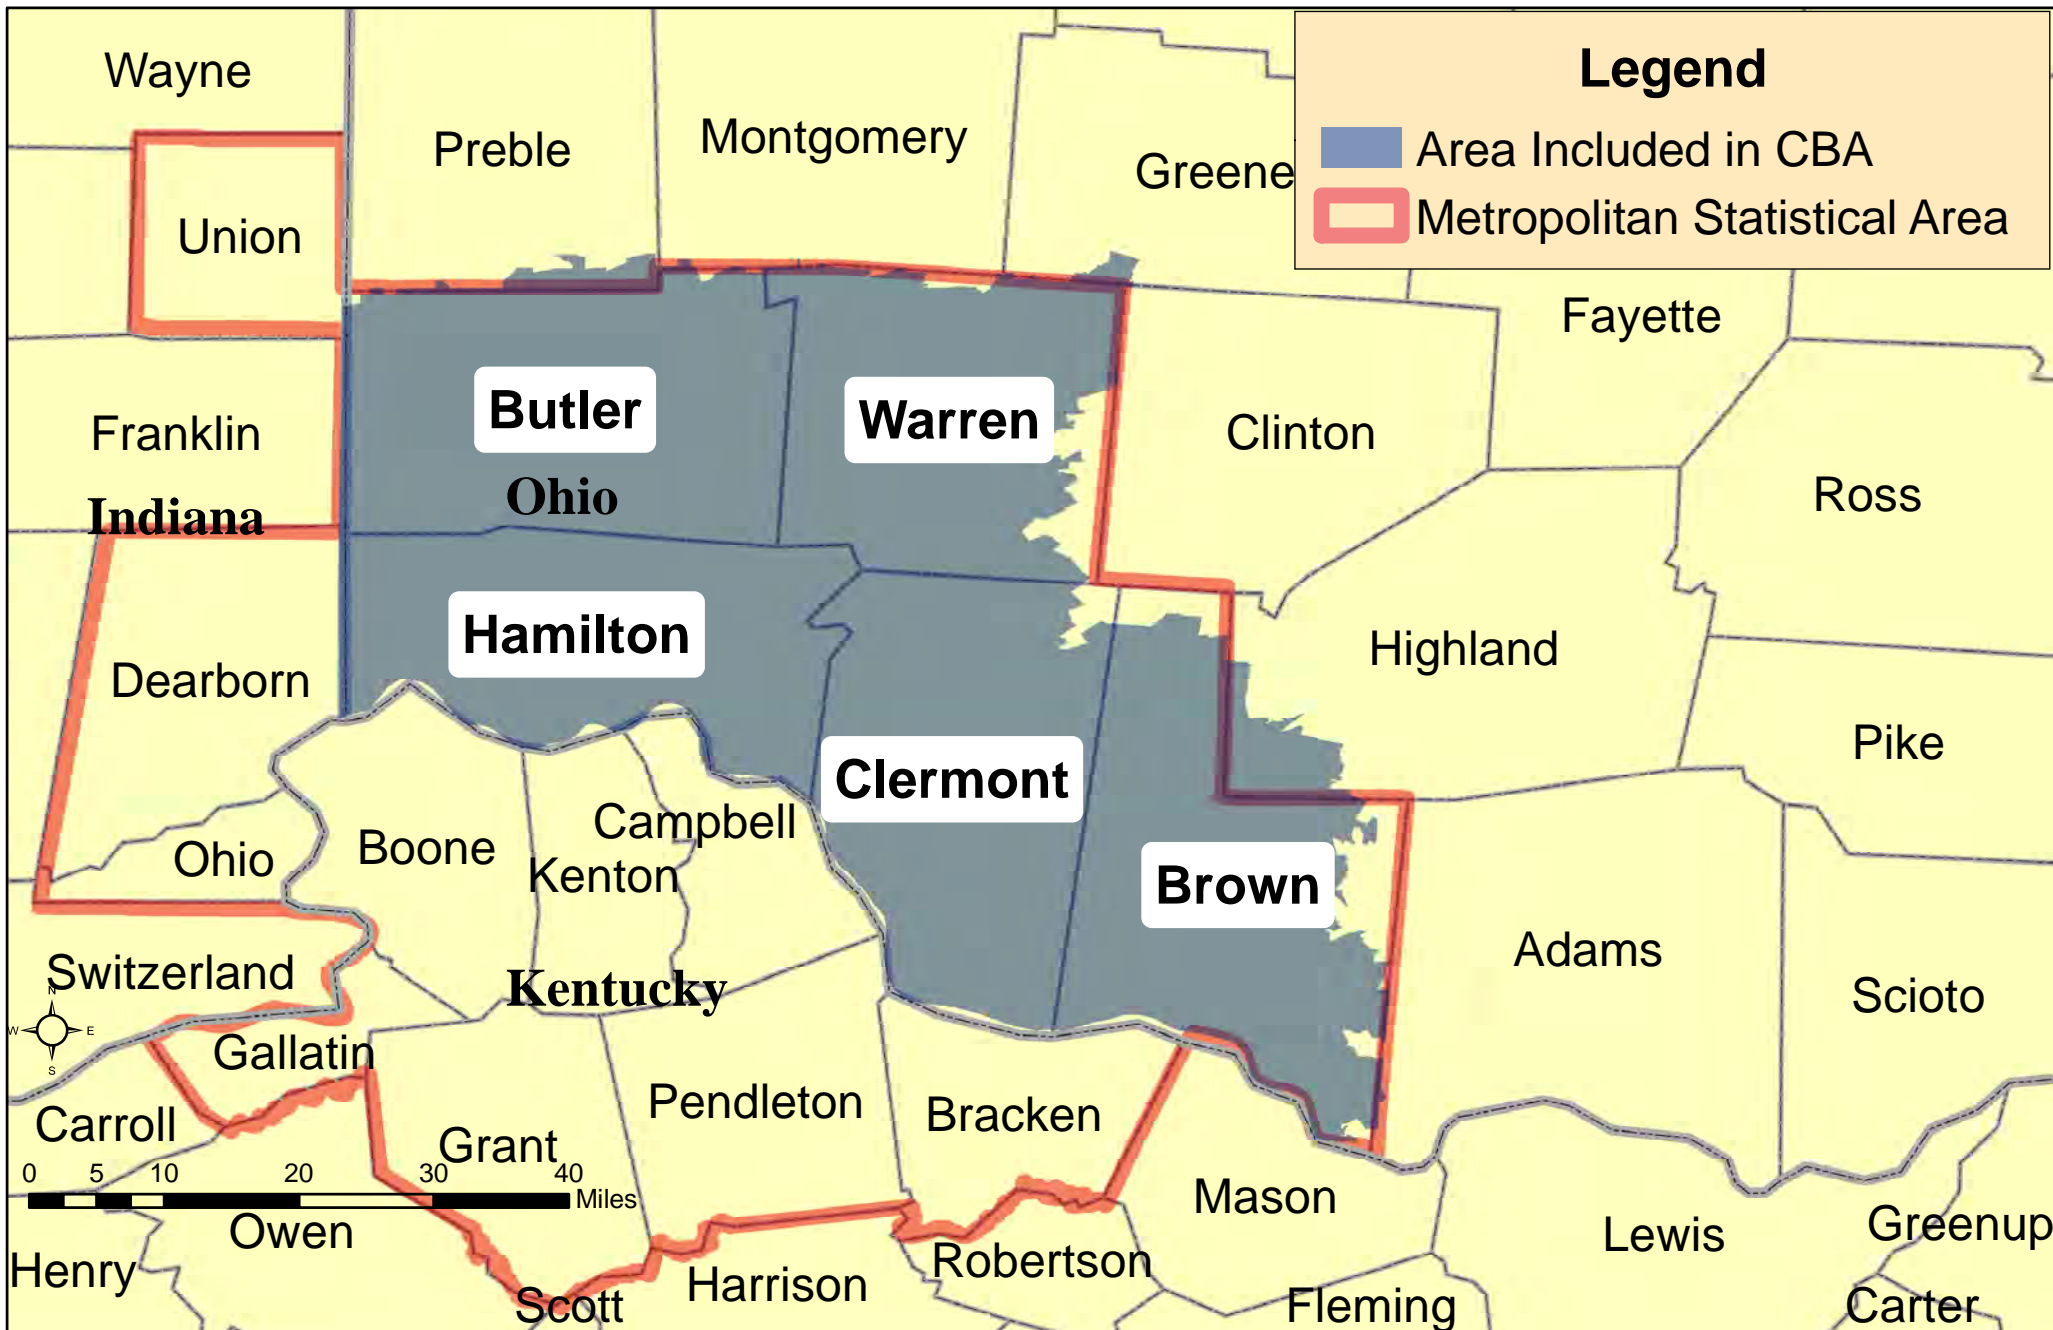 Legend
Area Included in CBA
Metropolitan Statistical Area
Wayne
Preble
Montgomery
Greene
Union
Fayette
Butler
Warren
Franklin
Clinton
Ohio
Indiana
Ross
Hamilton
Highland
Dearborn
Pike
Clermont
Campbell
Boone
Ohio
Kenton
Brown
Adams
Switzerland
Kentucky
Scioto
N
W E
S
Gallatin
Carroll
Pendleton
Bracken
Grant
0 5 10 20 30 40
Miles
Mason
Owen
Lewis
Greenup
Henry
Robertson
Harrison
Scott
Fleming
Carter